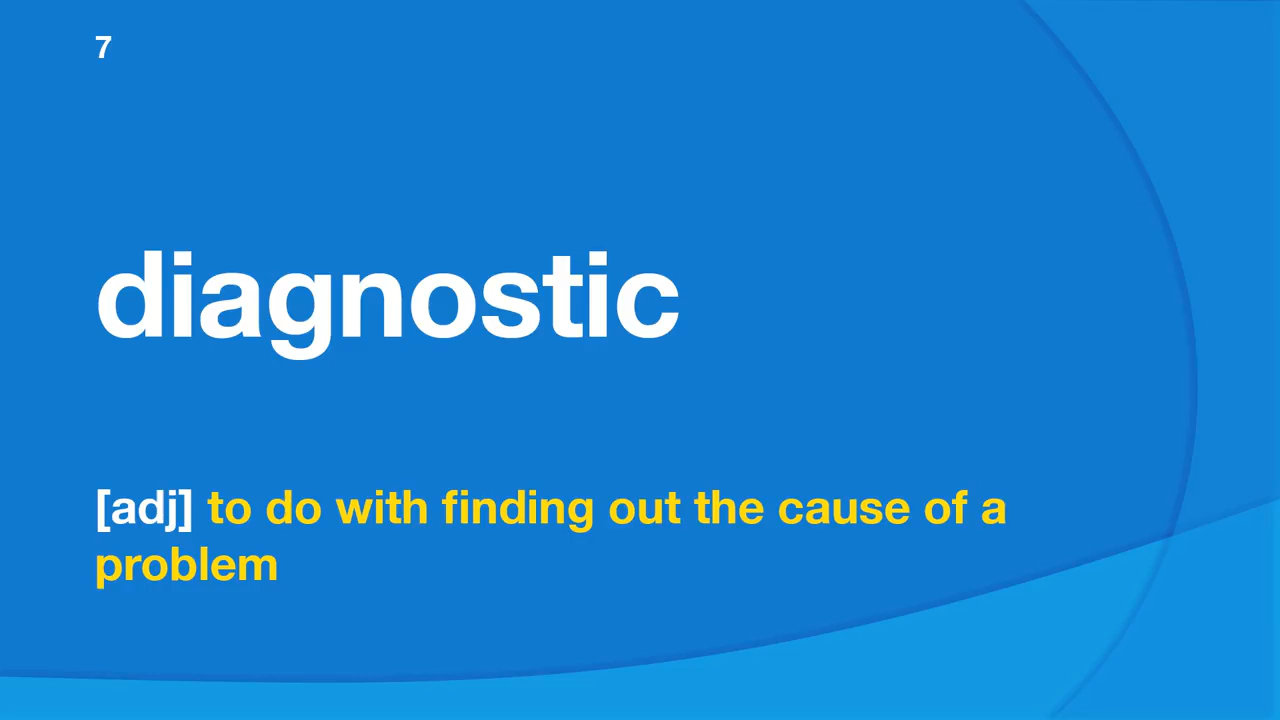 7
diagnostic
[adj] to do with finding out the cause of a
problem